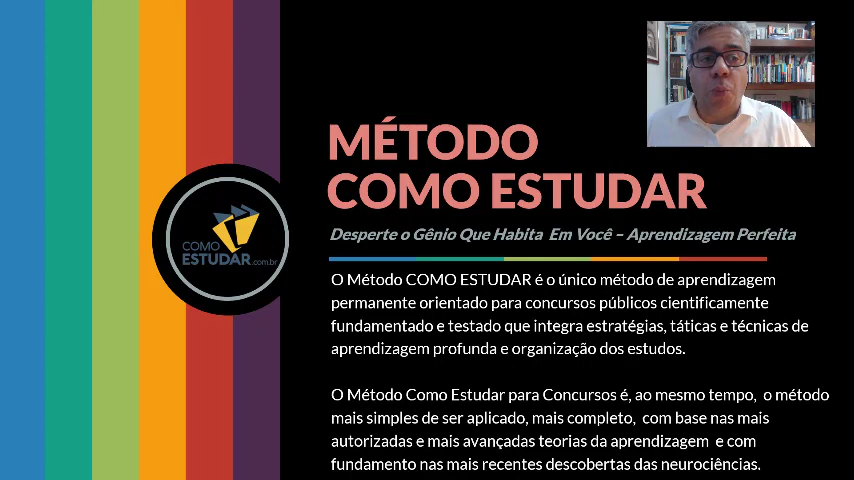 MÉTODO
COMO ESTUDAR
Desperte o Gênio Que Habita Em Você – Aprendizagem Perfeita
COMO
ESTUDAR.com.br
O Método COMO ESTUDAR é o único método de aprendizagem
permanente orientado para concursos públicos cientificamente
fundamentado e testado que integra estratégias, táticas e técnicas de
aprendizagem profunda e organização dos estudos.
O Método Como Estudar para Concursos é, ao mesmo tempo, o método
mais simples de ser aplicado, mais completo, com base nas mais
autorizadas e mais avançadas teorias da aprendizagem e com
fundamento nas mais recentes descobertas das neurociências.